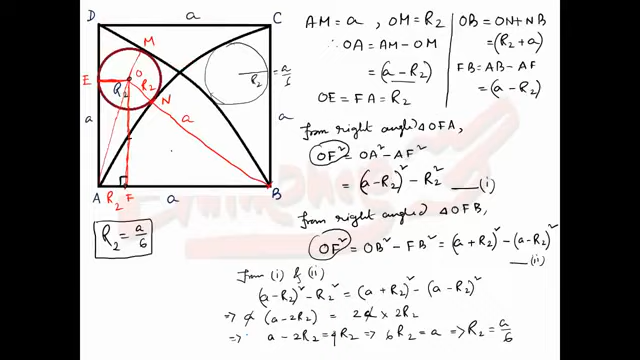 D a C
M
E O R₂ R₂ R₂ = a/6
N
a a a
A R₂ F a B
R₂ = a/6
AM = a , OM = R₂
∴ OA = AM - OM
= (a - R₂)
OE = FA = R₂
OB = ON + NB
= (R₂ + a)
FB = AB - AF
= (a - R₂)
from right angled Δ OFA,
OF² = OA² - AF²
= (a - R₂)² - R₂² —(i)
from right angled Δ OFB,
OF² = OB² - FB² = (a + R₂)² - (a - R₂)²
—(ii)
from (i) & (ii)
(a - R₂)² - R₂² = (a + R₂)² - (a - R₂)²
⇒ a (a - 2R₂) = 2a × 2R₂
⇒ a - 2R₂ = 4R₂ ⇒ 6R₂ = a ⇒ R₂ = a/6